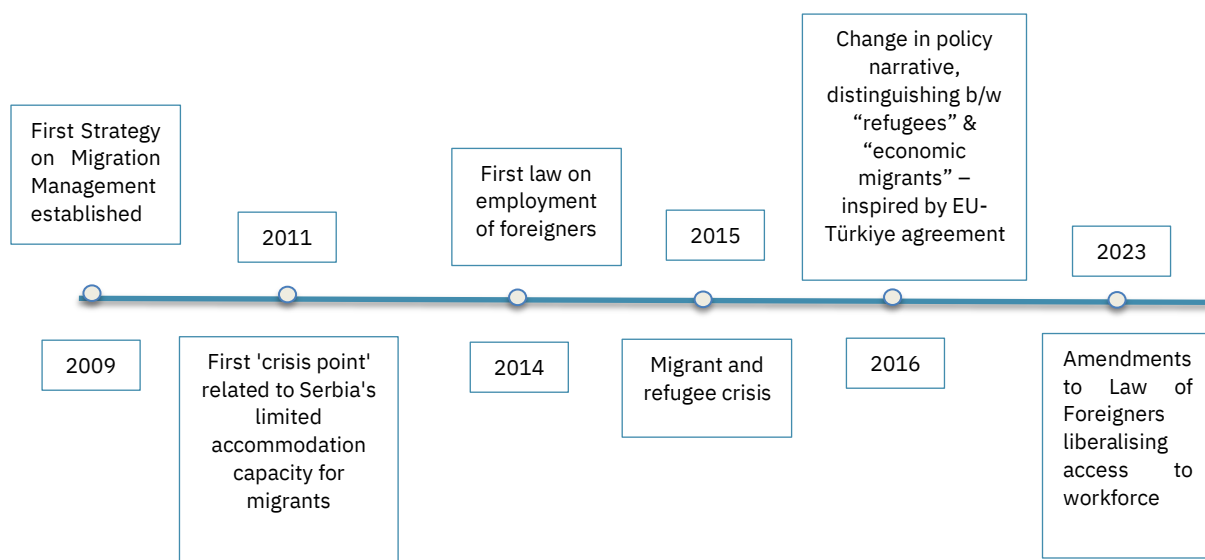 First Strategy
on Migration
Management
established
2009
2011
First 'crisis point'
related to Serbia's
limited
accommodation
capacity for
migrants
First law on
employment
of foreigners
2014
2015
Migrant and
refugee crisis
Change in policy
narrative,
distinguishing b/w
“refugees” &
“economic
migrants” –
inspired by EU-
Türkiye agreement
2016
2023
Amendments
to Law of
Foreigners
liberalising
access to
workforce